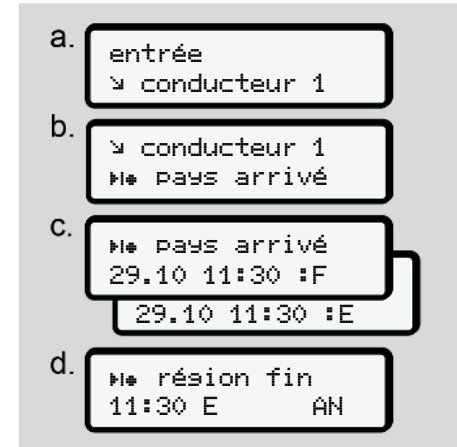 a.
entrée
↘ conducteur 1
b.
↘ conducteur 1
pays arrivé
c.
pays arrivé
29.10 11:30 :F
29.10 11:30 :E
d.
région fin
11:30 E AN